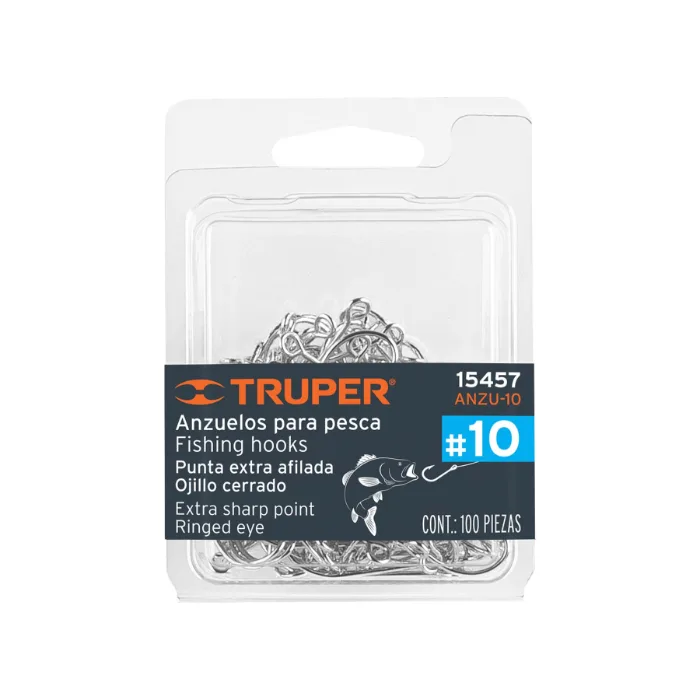 TRUPER®
15457
ANZU-10
Anzuelos para pesca
Fishing hooks
#10
Punta extra afilada
Ojillo cerrado
Extra sharp point
Ringed eye
CONT.: 100 PIEZAS